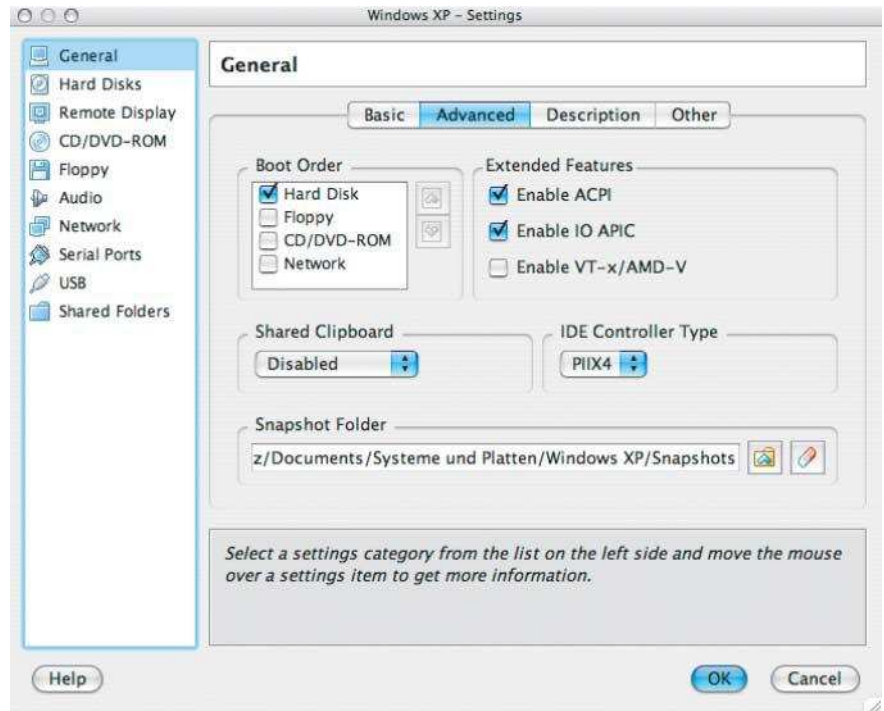 Windows XP – Settings
General
Hard Disks
Remote Display
CD/DVD-ROM
Floppy
Audio
Network
Serial Ports
USB
Shared Folders
General
Basic Advanced Description Other
Boot Order
Hard Disk
Floppy
CD/DVD-ROM
Network
Extended Features
Enable ACPI
Enable IO APIC
Enable VT-x/AMD-V
Shared Clipboard
Disabled
IDE Controller Type
PIIX4
Snapshot Folder
z/Documents/Systeme und Platten/Windows XP/Snapshots
Select a settings category from the list on the left side and move the mouse
over a settings item to get more information.
Help
OK
Cancel